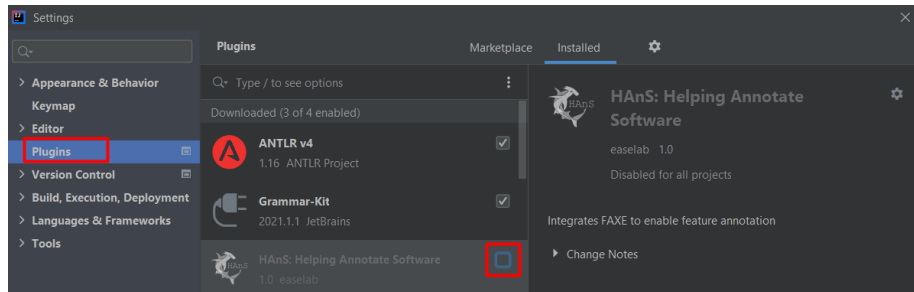 Settings
Appearance & Behavior
Keymap
Editor
Plugins
Version Control
Build, Execution, Deployment
Languages & Frameworks
Tools
Plugins
Marketplace
Installed
Type / to see options
Downloaded (3 of 4 enabled)
ANTLR v4
1.16 ANTLR Project
Grammar-Kit
2021.1.1 JetBrains
HAnS
HAnS: Helping Annotate Software
1.0 easelab
HAnS
HAnS: Helping Annotate
Software
easelab 1.0
Disabled for all projects
Integrates FAXE to enable feature annotation
Change Notes